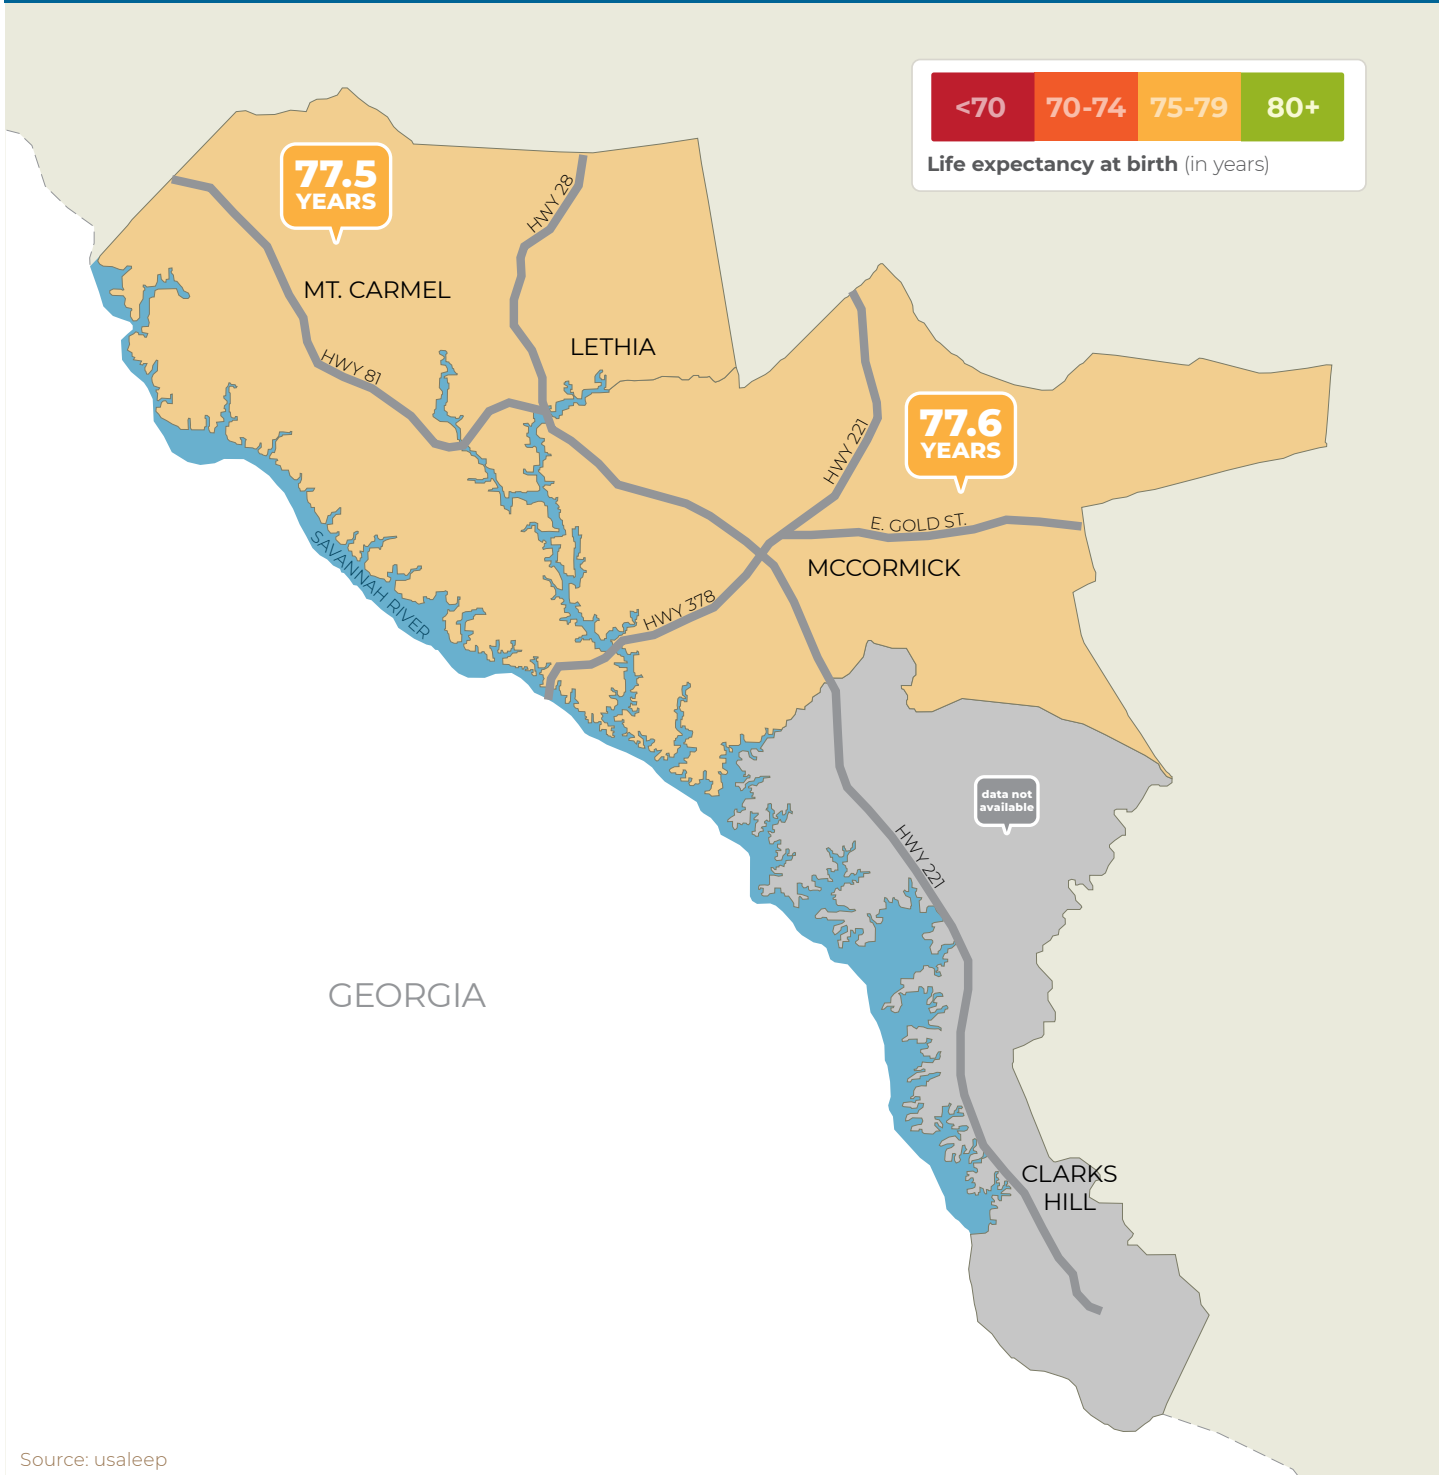 <70 70-74 75-79 80+
Life expectancy at birth (in years)
77.5
YEARS
HWY 28
MT. CARMEL
LETHIA
HWY 81
77.6
YEARS
HWY 221
E. GOLD ST.
MCCORMICK
SAVANNAH RIVER
HWY 378
data not
available
HWY 221
GEORGIA
CLARKS
HILL
Source: usaleep